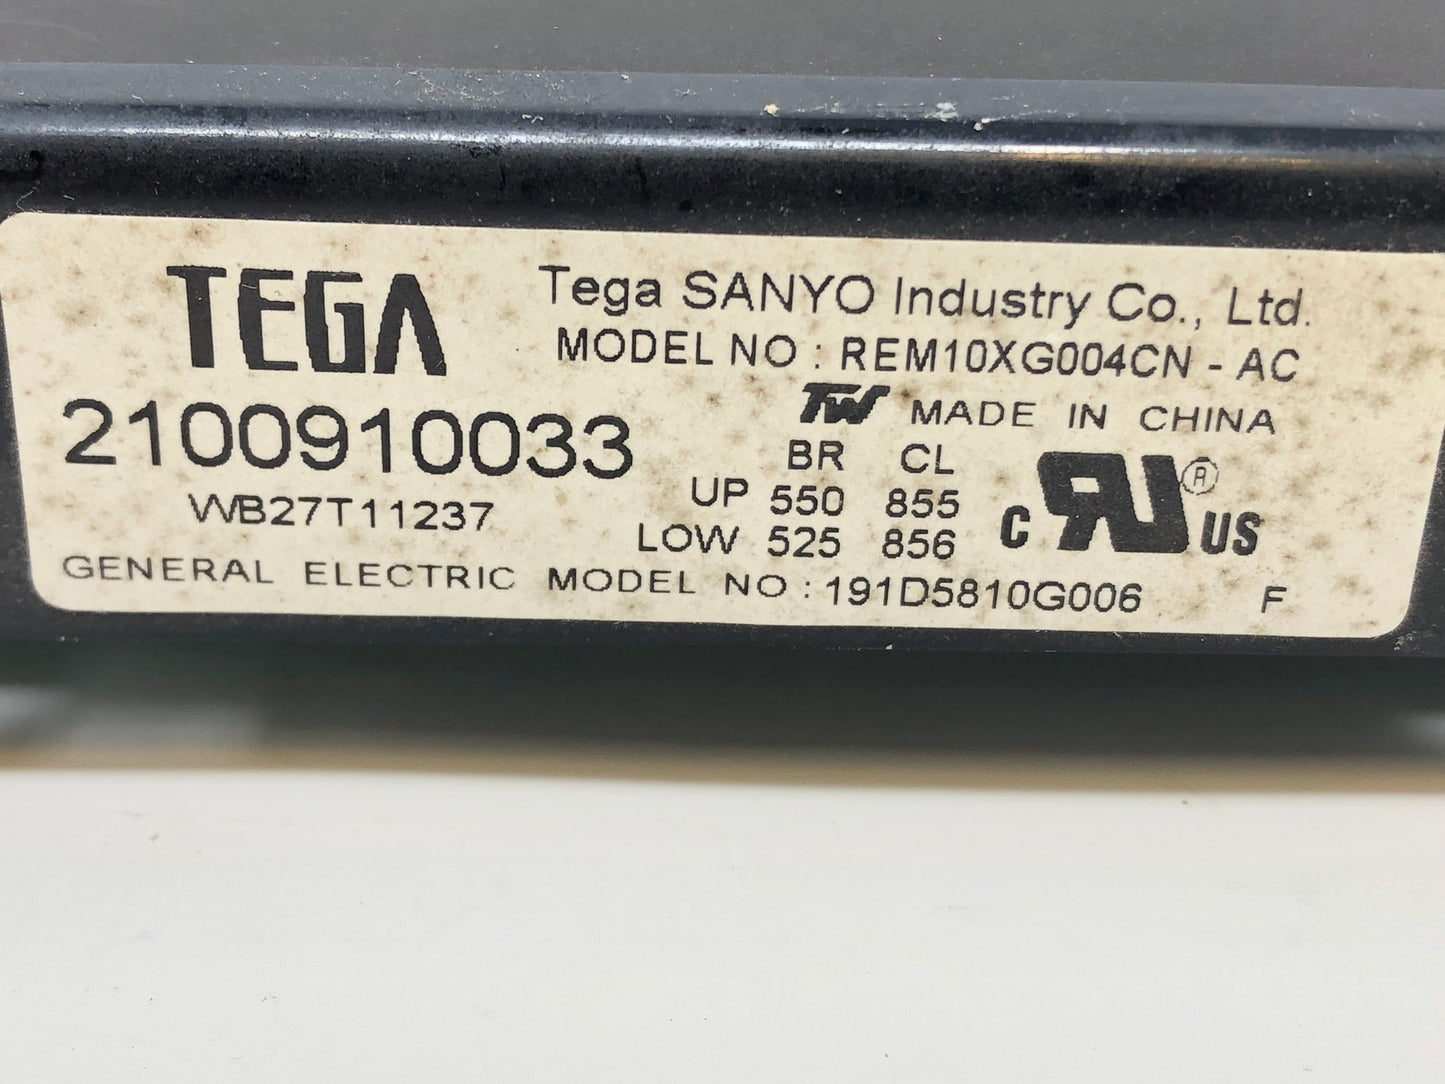 TEGA
Tega SANYO Industry Co., Ltd.
MODEL NO : REM10XG004CN - AC
MADE IN CHINA
2100910033
WB27T11237
BR CL
UP 550 855
LOW 525 856
c RU ® US
GENERAL ELECTRIC MODEL NO : 191D5810G006 F